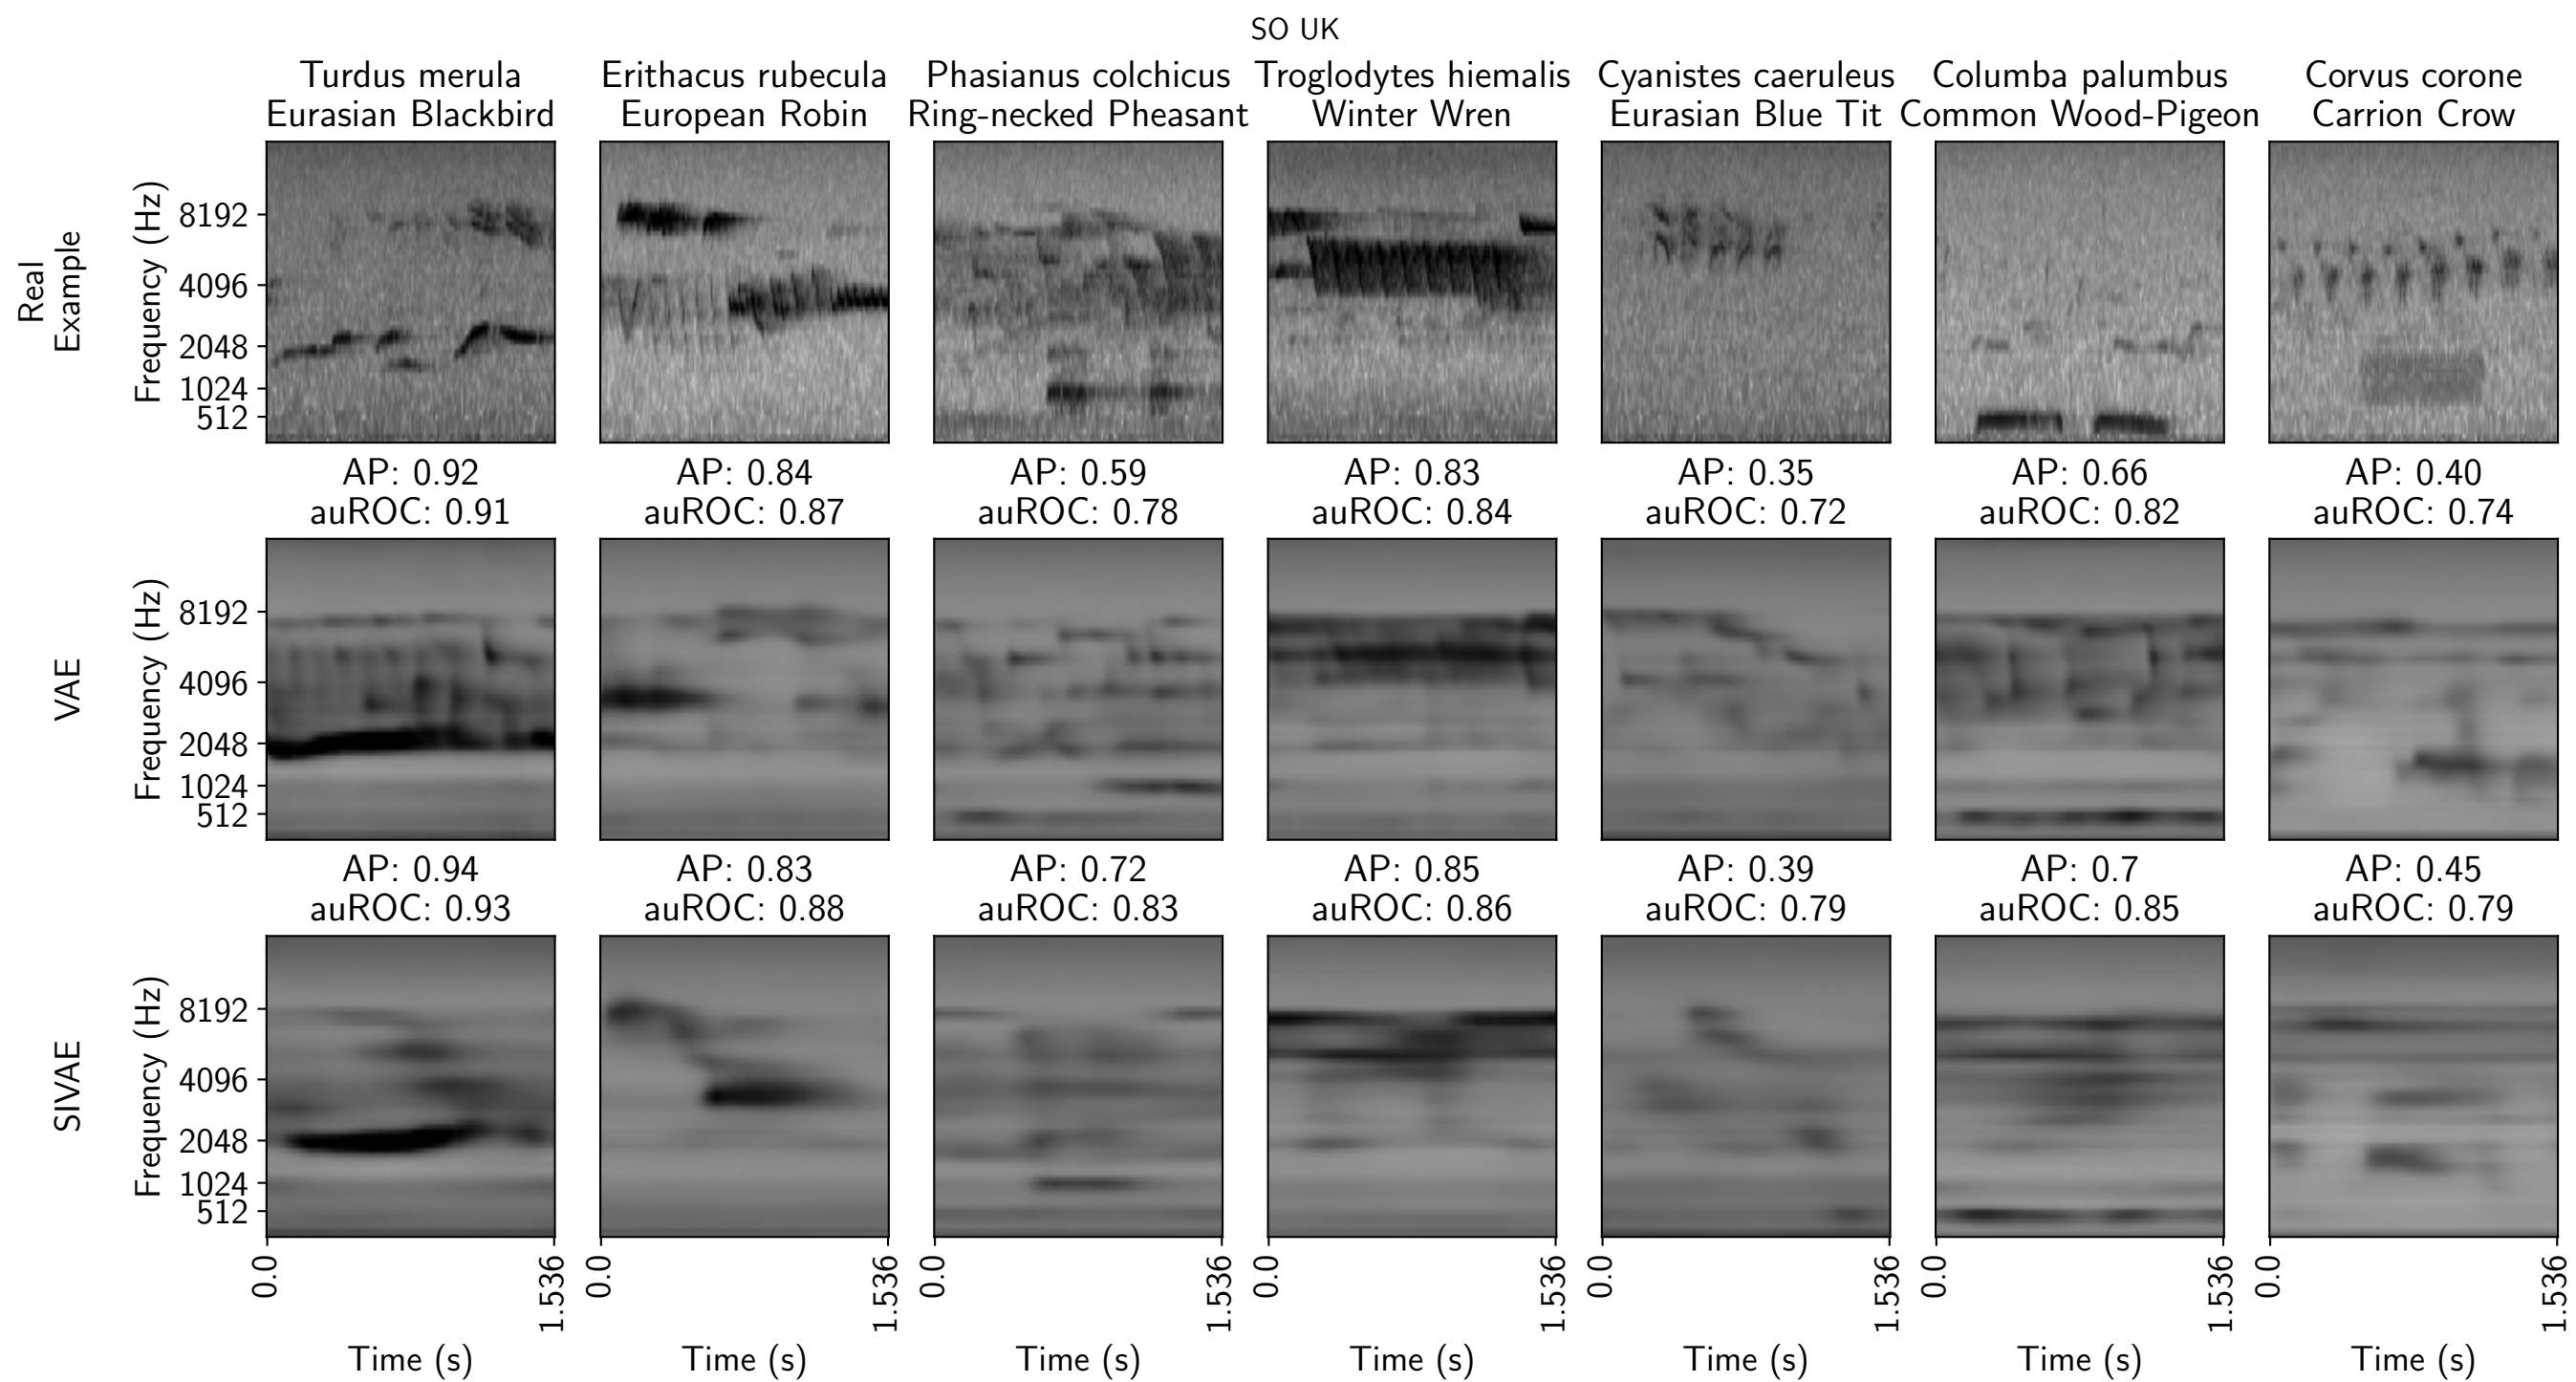 SO UK
Turdus merula
Eurasian Blackbird
Erithacus rubecula
European Robin
Phasianus colchicus
Ring-necked Pheasant
Troglodytes hiemalis
Winter Wren
Cyanistes caeruleus
Eurasian Blue Tit
Columba palumbus
Common Wood-Pigeon
Corvus corone
Carrion Crow
Real
Example
Frequency (Hz)
8192
4096
2048
1024
512
AP: 0.92
auROC: 0.91
AP: 0.84
auROC: 0.87
AP: 0.59
auROC: 0.78
AP: 0.83
auROC: 0.84
AP: 0.35
auROC: 0.72
AP: 0.66
auROC: 0.82
AP: 0.40
auROC: 0.74
VAE
Frequency (Hz)
8192
4096
2048
1024
512
AP: 0.94
auROC: 0.93
AP: 0.83
auROC: 0.88
AP: 0.72
auROC: 0.83
AP: 0.85
auROC: 0.86
AP: 0.39
auROC: 0.79
AP: 0.7
auROC: 0.85
AP: 0.45
auROC: 0.79
SIVAE
Frequency (Hz)
8192
4096
2048
1024
512
0.0
1.536
0.0
1.536
0.0
1.536
0.0
1.536
0.0
1.536
0.0
1.536
0.0
1.536
Time (s)
Time (s)
Time (s)
Time (s)
Time (s)
Time (s)
Time (s)